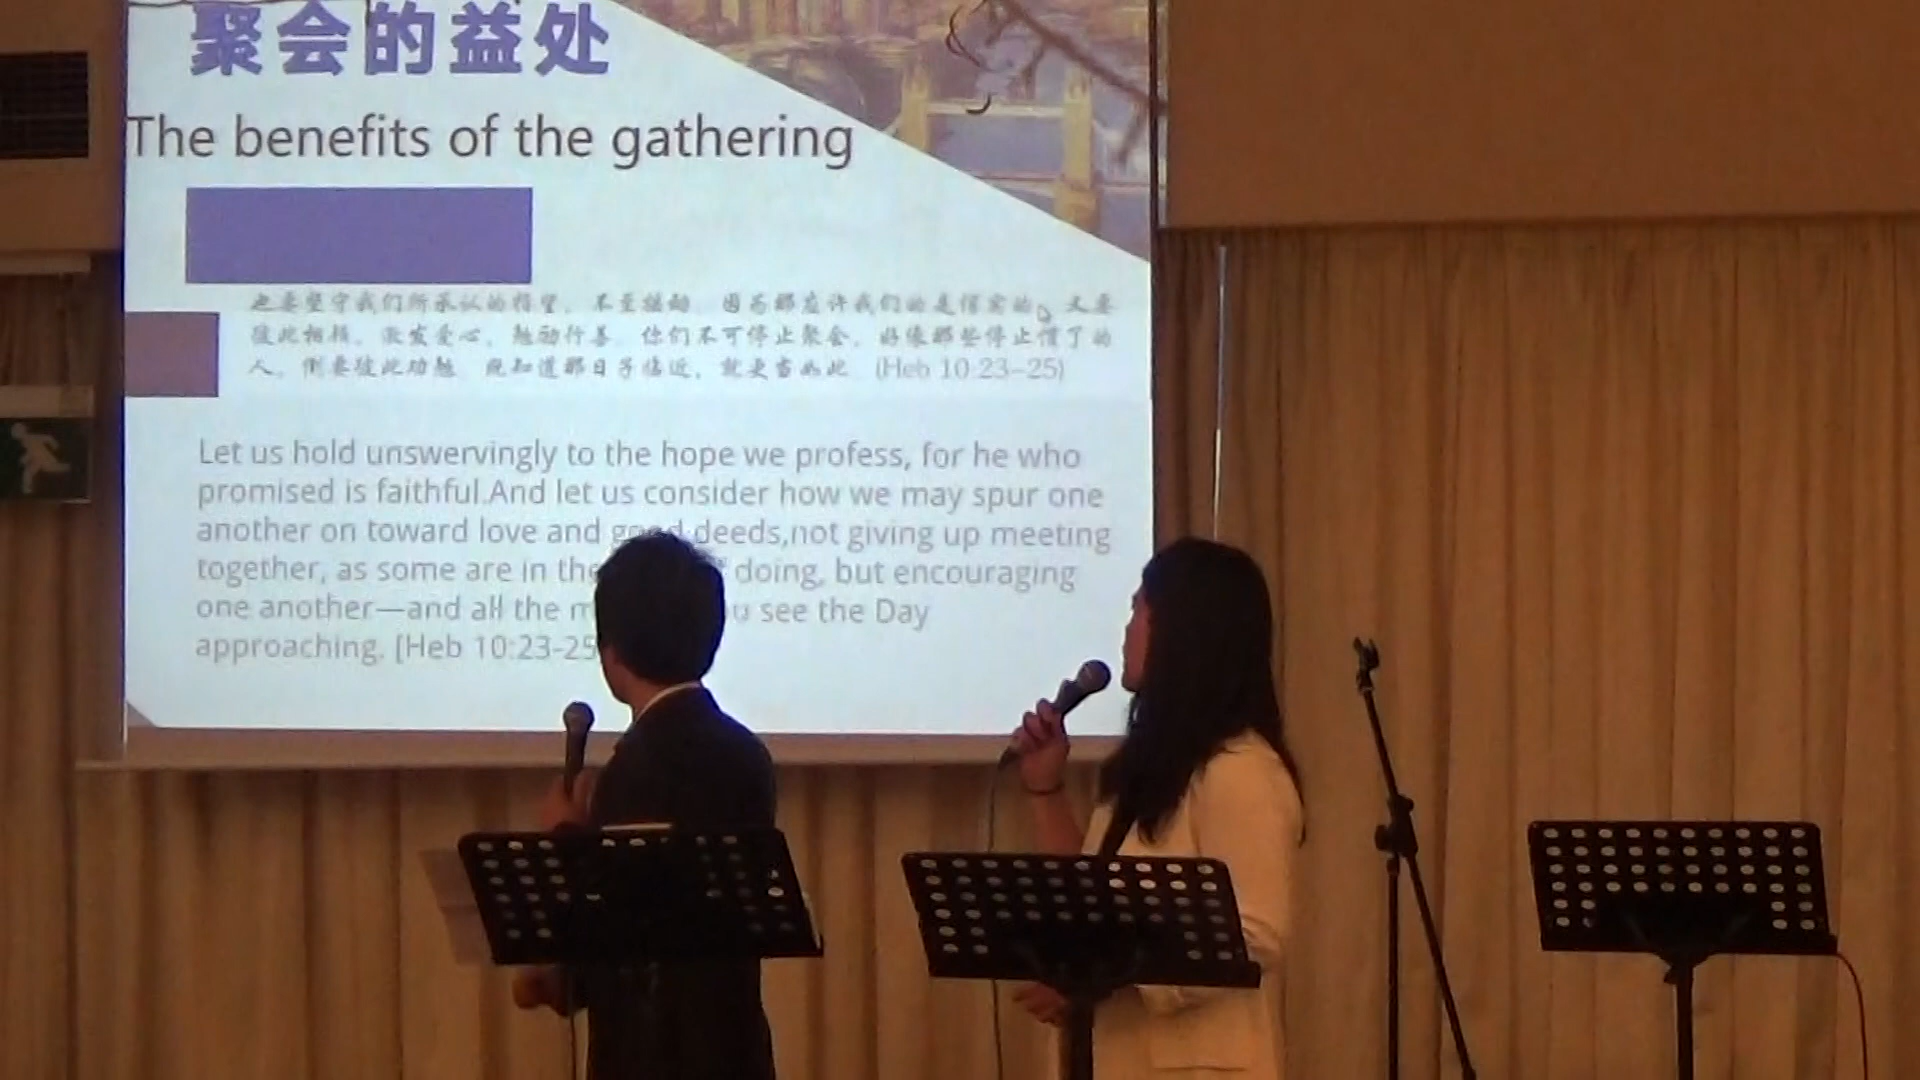 聚会的益处
The benefits of the gathering
也要坚守我们所承认的指望，不至摇动，因为那应许我们的是信实的。又要
彼此相顾，激发爱心，勉励行善。你们不可停止聚会，好像那些停止惯了的
人，倒要彼此劝勉，既知道那日子临近，就更当如此 (Heb 10:23-25)
Let us hold unswervingly to the hope we profess, for he who
promised is faithful.And let us consider how we may spur one
another on toward love and good deeds,not giving up meeting
together, as some are in the doing, but encouraging
one another—and all the see the Day
approaching. [Heb 10:23-25